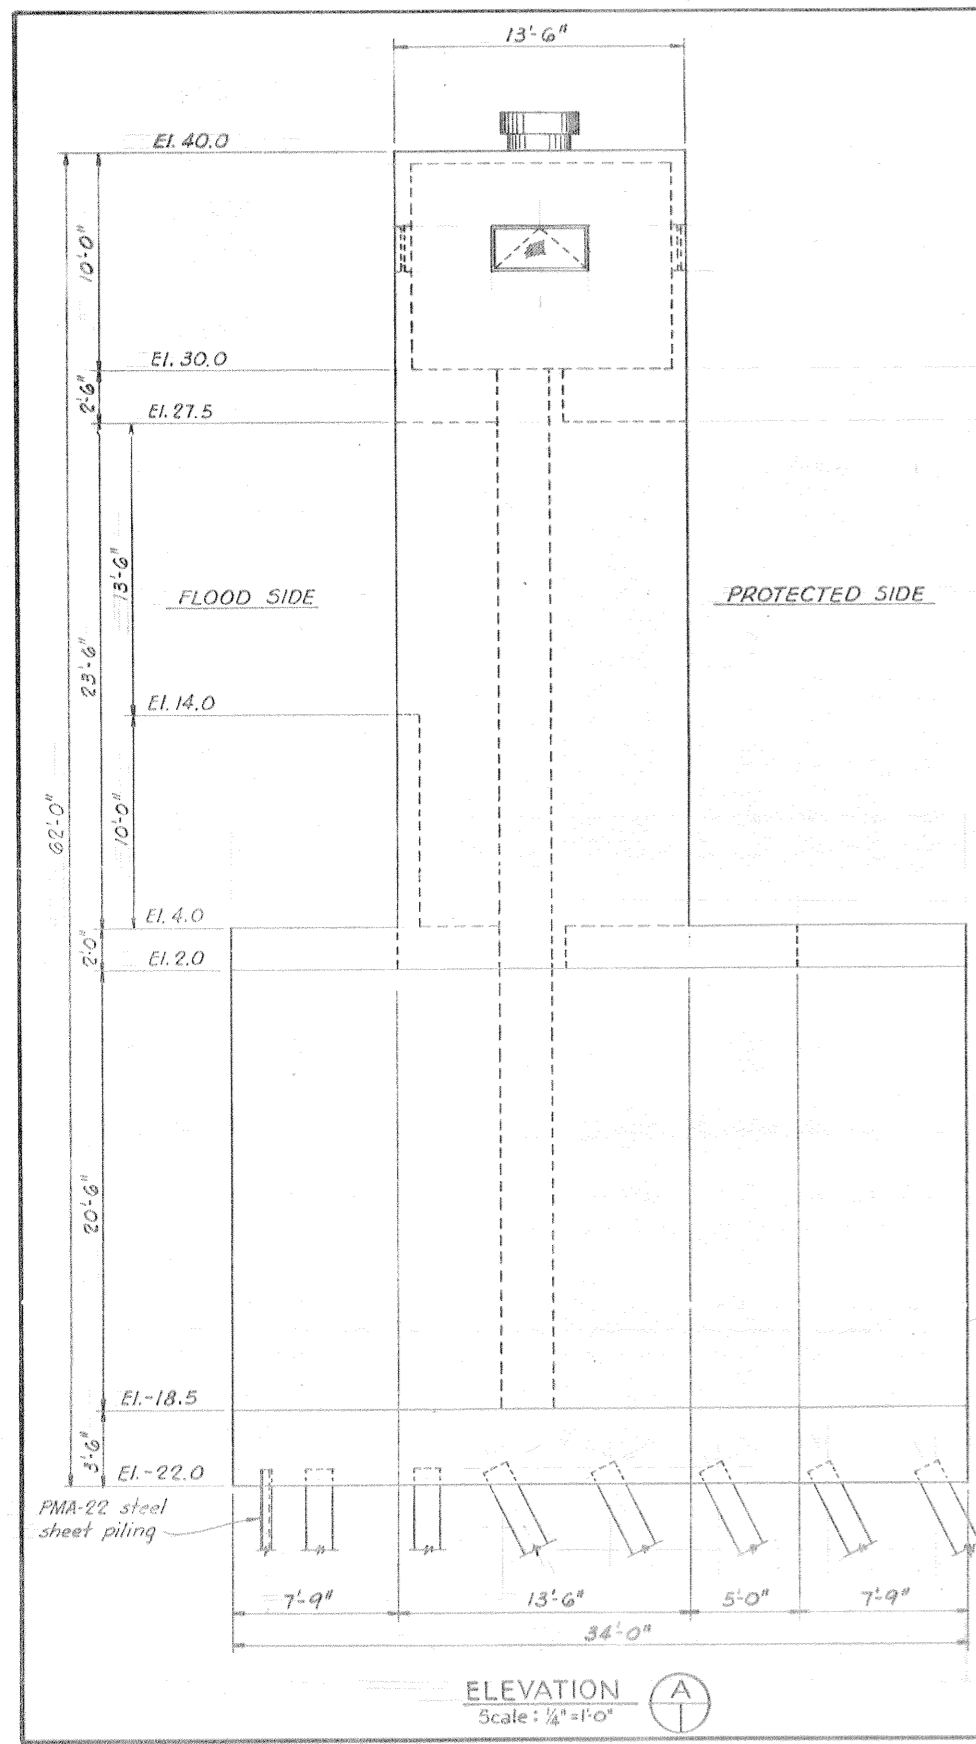 13'-6"
El. 40.0
10'-0"
El. 30.0
2'-6"
El. 27.5
13'-6"
FLOOD SIDE
PROTECTED SIDE
23'-6"
El. 14.0
62'-0"
10'-0"
El. 4.0
2'-0"
El. 2.0
20'-6"
El.-18.5
3'-6"
El.-22.0
PMA-22 steel
sheet piling
7'-9" 13'-6" 5'-0" 7'-9"
34'-0"
ELEVATION A
Scale: 1/4"=1'-0" 1